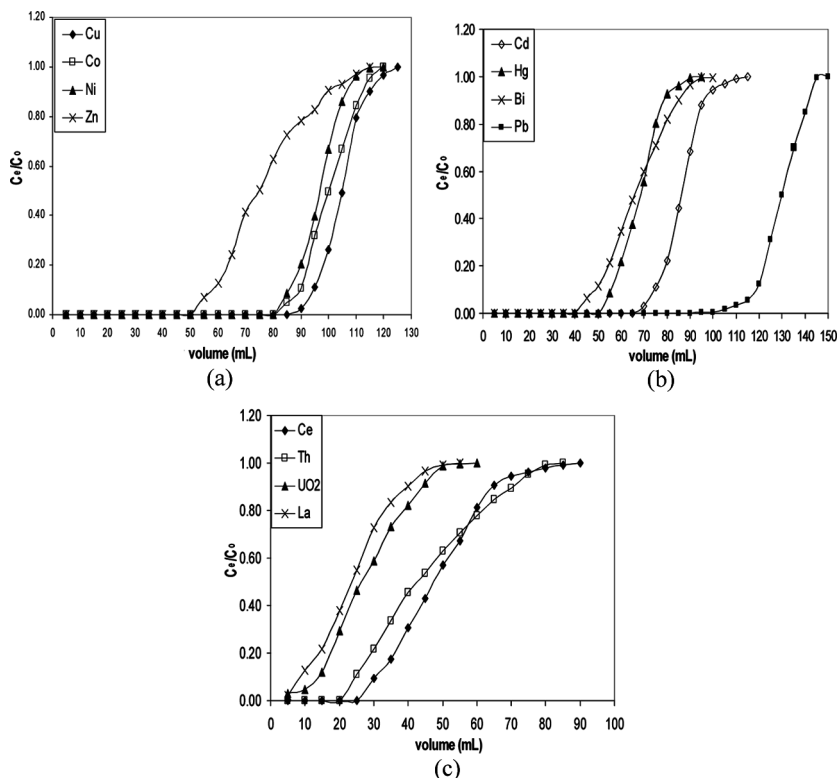 1.20
1.00
0.80
0.60
0.40
0.20
0.00
Ce/Co
Cu
Co
Ni
Zn
0 10 20 30 40 50 60 70 80 90 100 110 120 130
volume (mL)
(a)
1.20
1.00
0.80
0.60
0.40
0.20
0.00
Ce/Co
Cd
Hg
Bi
Pb
0 10 20 30 40 50 60 70 80 90 100 110 120 130 140 150
volume (mL)
(b)
1.20
1.00
0.80
0.60
0.40
0.20
0.00
Ce/Co
Ce
Th
UO2
La
0 10 20 30 40 50 60 70 80 90 100
volume (mL)
(c)